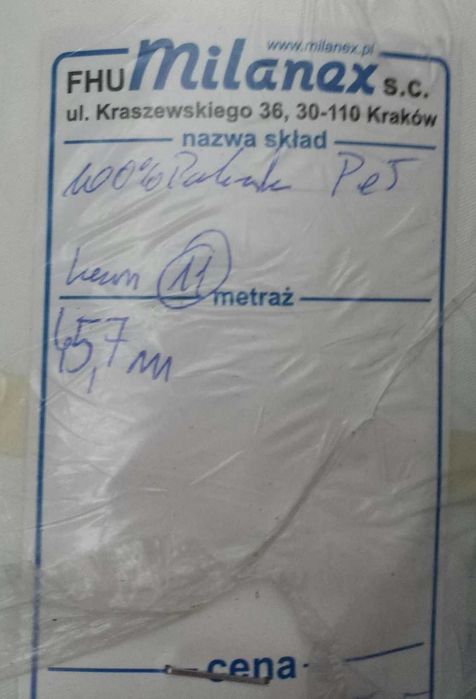 www.milanex.pl
FHU Milanex s.c.
ul. Kraszewskiego 36, 30-110 Kraków
nazwa skład
100%
11
metraż
45,7 m
cena